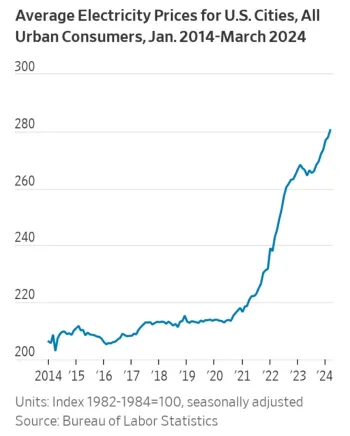 Average Electricity Prices for U.S. Cities, All
Urban Consumers, Jan. 2014-March 2024
300
280
260
240
220
200
2014 '15 '16 '17 '18 '19 '20 '21 '22 '23 '24
Units: Index 1982-1984=100, seasonally adjusted
Source: Bureau of Labor Statistics